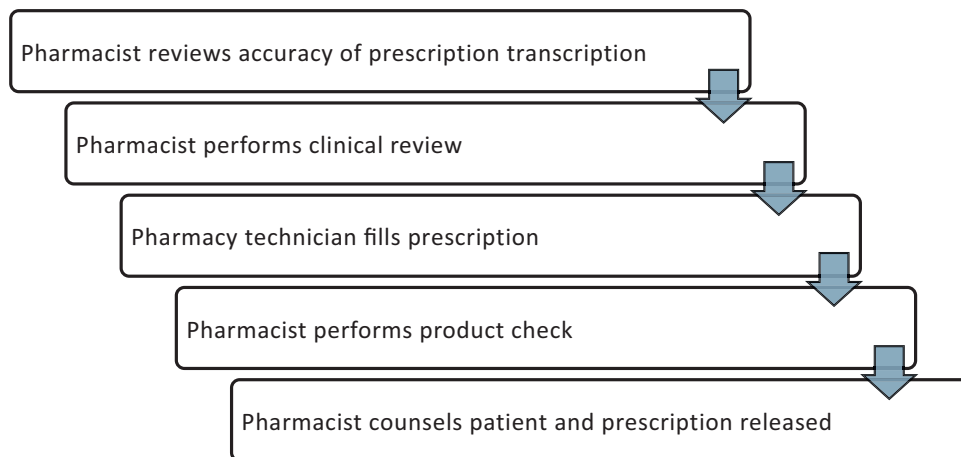 Pharmacist reviews accuracy of prescription transcription
Pharmacist performs clinical review
Pharmacy technician fills prescription
Pharmacist performs product check
Pharmacist counsels patient and prescription released